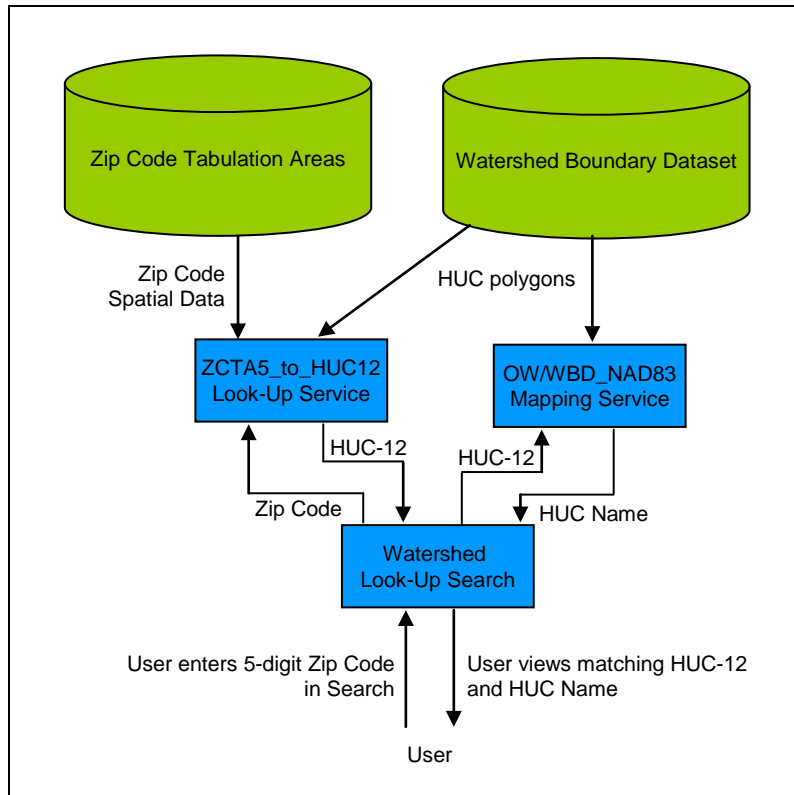 Zip Code Tabulation Areas
Watershed Boundary Dataset
Zip Code
Spatial Data
HUC polygons
ZCTA5_to_HUC12
Look-Up Service
OW/WBD_NAD83
Mapping Service
HUC-12
HUC-12
Zip Code
HUC Name
Watershed
Look-Up Search
User enters 5-digit Zip Code
in Search
User views matching HUC-12
and HUC Name
User